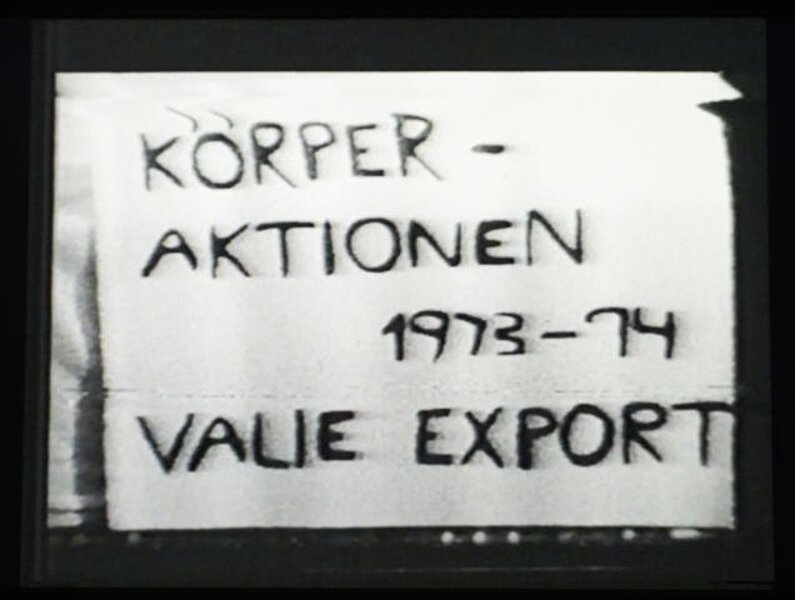 KÖRPER -
AKTIONEN
1973-74
VALIE EXPORT